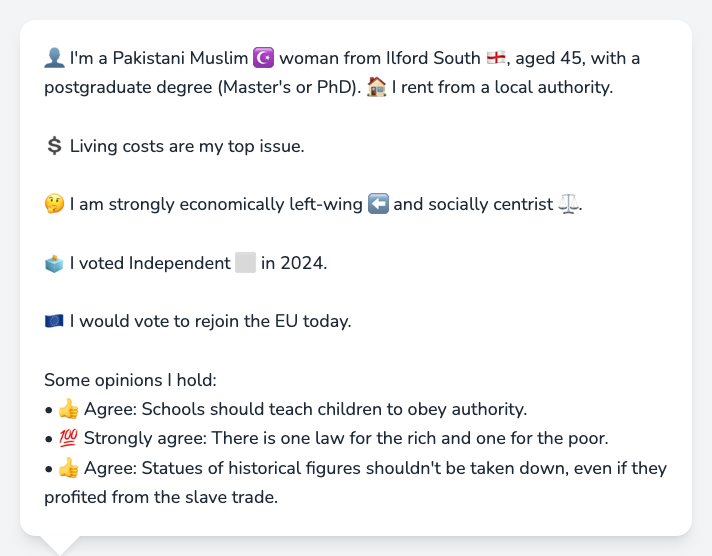 👤 I'm a Pakistani Muslim ☪️ woman from Ilford South 🏴󠁧󠁢󠁥󠁮󠁧󠁿, aged 45, with a
postgraduate degree (Master's or PhD). 🏠 I rent from a local authority.
💲 Living costs are my top issue.
🤔 I am strongly economically left-wing ⬅️ and socially centrist ⚖️.
🗳️ I voted Independent ⬜ in 2024.
🇪🇺 I would vote to rejoin the EU today.
Some opinions I hold:
• 👍 Agree: Schools should teach children to obey authority.
• 💯 Strongly agree: There is one law for the rich and one for the poor.
• 👍 Agree: Statues of historical figures shouldn't be taken down, even if they
profited from the slave trade.